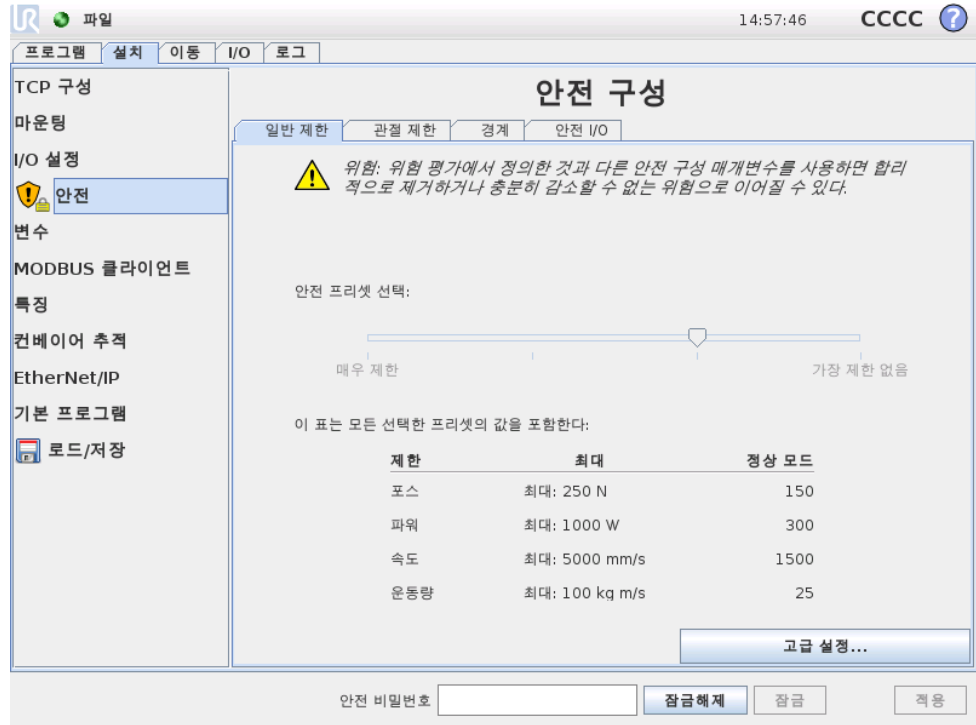 UR 파일 14:57:46 CCCC ?
프로그램 설치 이동 I/O 로그
TCP 구성
마운팅
I/O 설정
안전
변수
MODBUS 클라이언트
특징
컨베이어 추적
EtherNet/IP
기본 프로그램
로드/저장
안전 구성
일반 제한 관절 제한 경계 안전 I/O
위험: 위험 평가에서 정의한 것과 다른 안전 구성 매개변수를 사용하면 합리
적으로 제거하거나 충분히 감소할 수 없는 위험으로 이어질 수 있다.
안전 프리셋 선택:
매우 제한 가장 제한 없음
이 표는 모든 선택한 프리셋의 값을 포함한다:
제한 최대 정상 모드
포스 최대: 250 N 150
파워 최대: 1000 W 300
속도 최대: 5000 mm/s 1500
운동량 최대: 100 kg m/s 25
고급 설정...
안전 비밀번호 잠금해제 잠금 적용